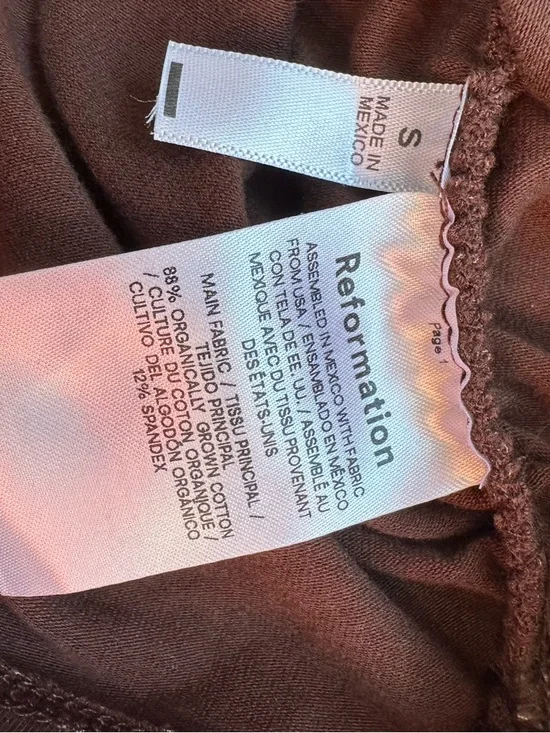 S
MADE IN
MEXICO
Page 1
Reformation
ASSEMBLED IN MEXICO WITH FABRIC
FROM USA / ENSAMBLADO EN MÉXICO
CON TELA DE EE. UU. / ASSEMBLÉ AU
MEXIQUE AVEC DU TISSU PROVENANT
DES ÉTATS-UNIS
MAIN FABRIC / TISSU PRINCIPAL /
TEJIDO PRINCIPAL
88% ORGANICALLY GROWN COTTON
/ CULTURE DU COTON ORGANIQUE /
CULTIVO DEL ALGODÓN ORGÁNICO
12% SPANDEX